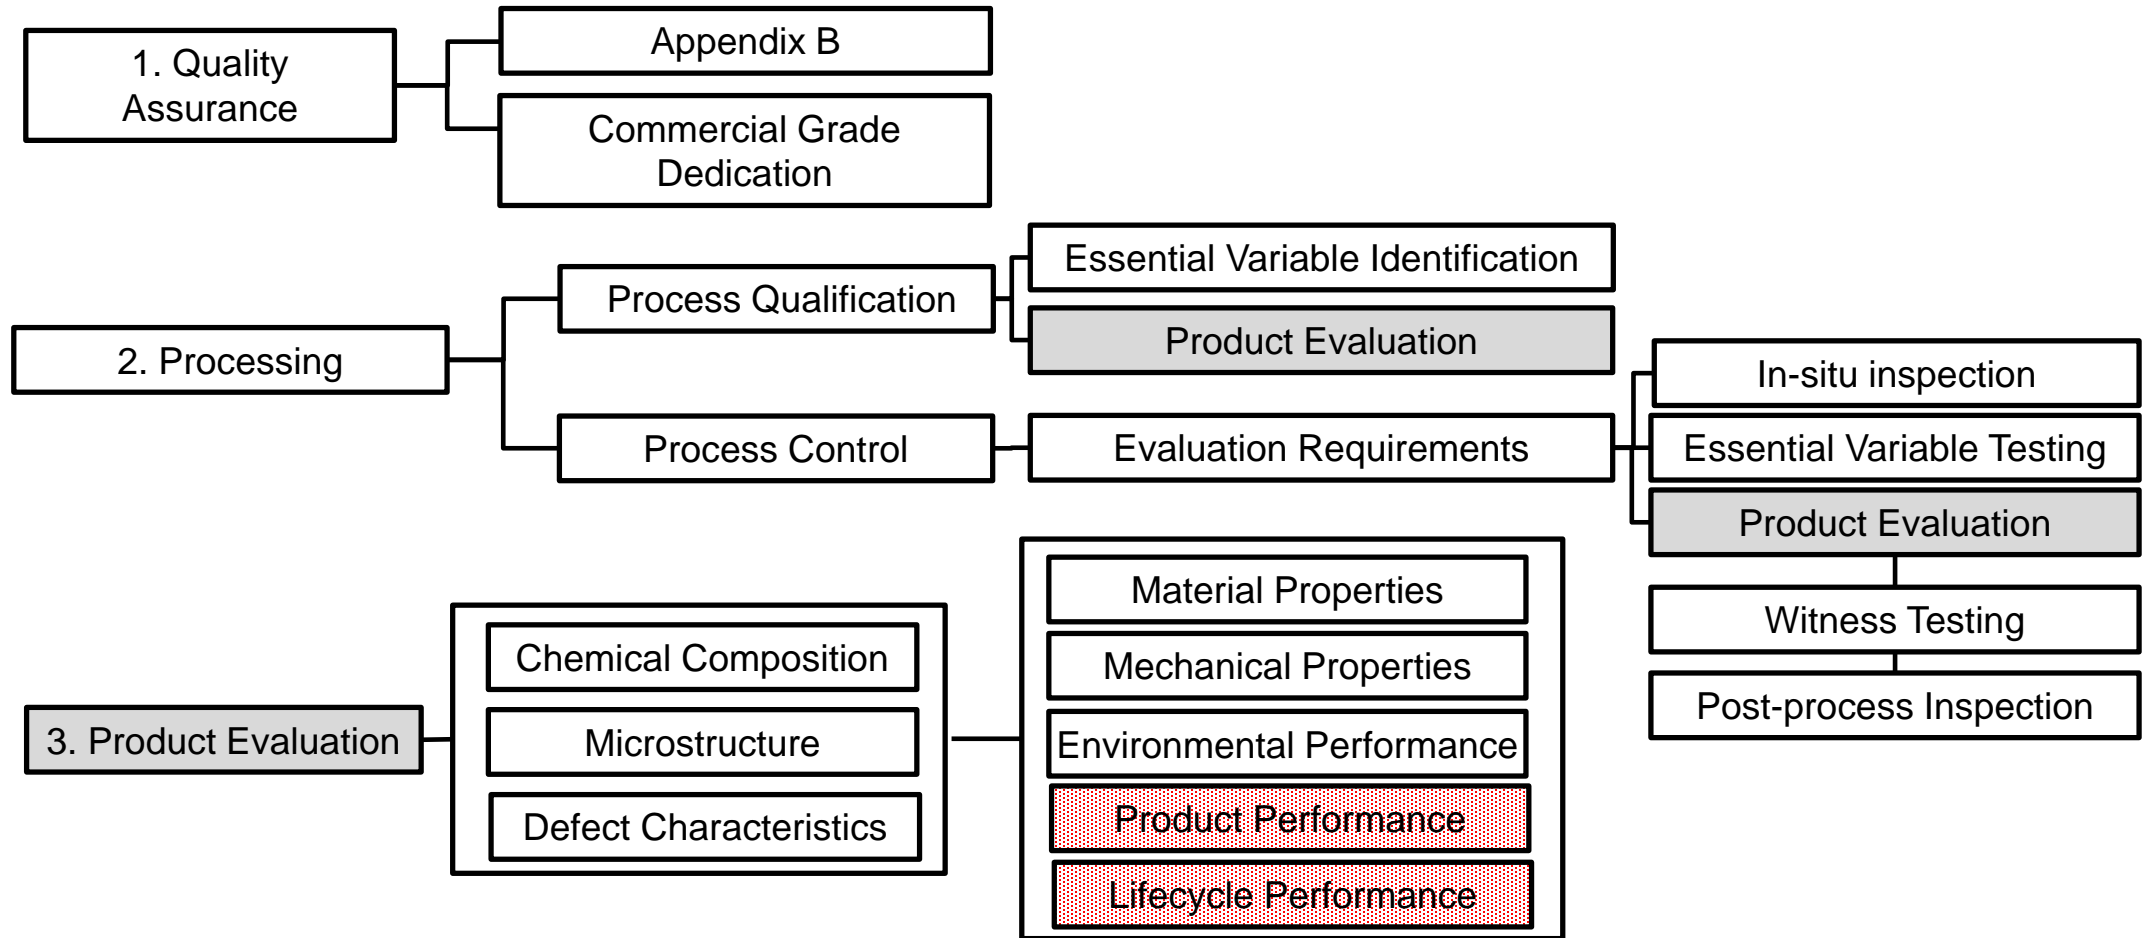 1. Quality
Assurance
Appendix B
Commercial Grade
Dedication
2. Processing
Process Qualification
Essential Variable Identification
Product Evaluation
Process Control
Evaluation Requirements
In-situ inspection
Essential Variable Testing
Product Evaluation
Witness Testing
Post-process Inspection
3. Product Evaluation
Chemical Composition
Microstructure
Defect Characteristics
Material Properties
Mechanical Properties
Environmental Performance
Product Performance
Lifecycle Performance